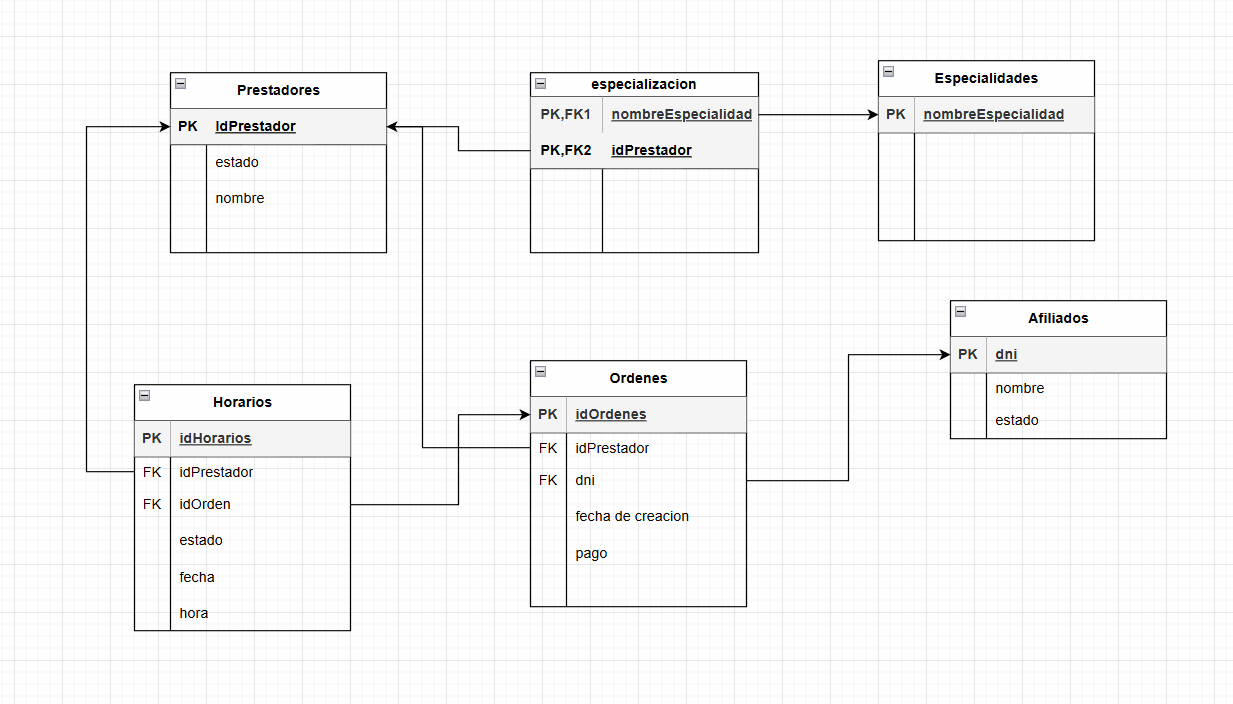 Prestadores
PK IdPrestador
estado
nombre
especializacion
PK,FK1 nombreEspecialidad
PK,FK2 idPrestador
Especialidades
PK nombreEspecialidad
Afiliados
PK dni
nombre
estado
Horarios
PK idHorarios
FK idPrestador
FK idOrden
estado
fecha
hora
Ordenes
PK idOrdenes
FK idPrestador
FK dni
fecha de creacion
pago